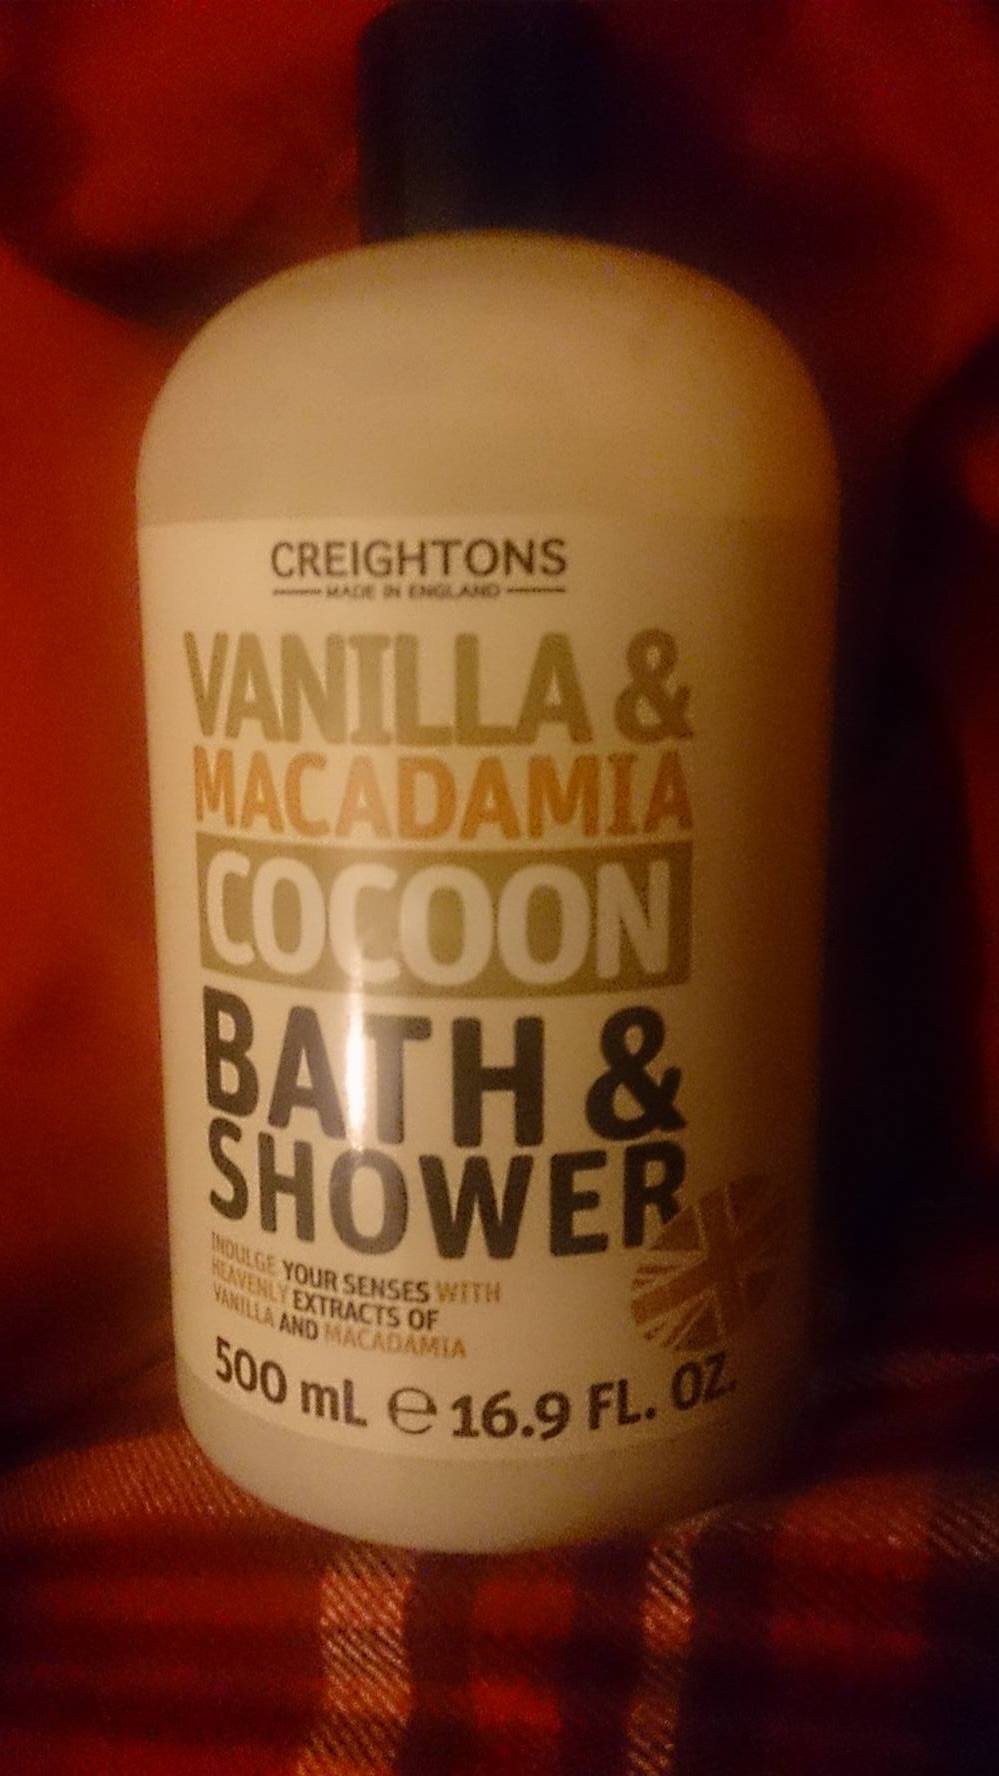 CREIGHTONS
MADE IN ENGLAND
VANILLA &
MACADAMIA
COCOON
BATH &
SHOWER
INDULGE YOUR SENSES WITH
HEAVENLY EXTRACTS OF
VANILLA AND MACADAMIA
500 mL ℮ 16.9 FL. OZ.